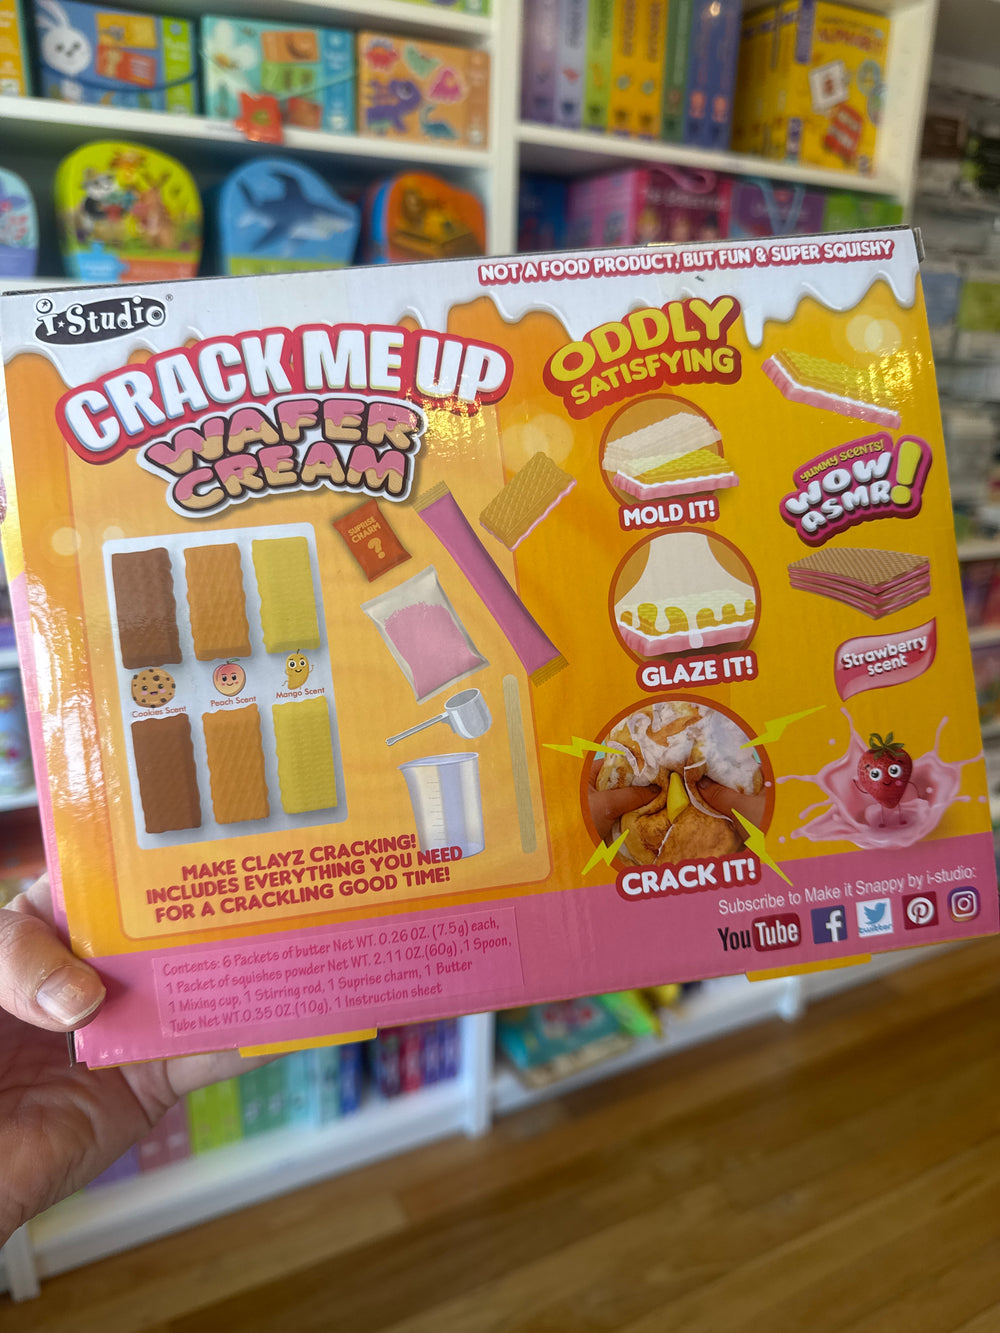 NOT A FOOD PRODUCT, BUT FUN & SUPER SQUISHY
i·Studio®
CRACK ME UP
WAFER
CREAM
ODDLY
SATISFYING
SUPRISE
CHARM
?
MOLD IT!
YUMMY SCENTS!
WOW
ASMR!
GLAZE IT!
Strawberry
scent
Cookies Scent
Peach Scent
Mango Scent
CRACK IT!
MAKE CLAYZ CRACKING!
INCLUDES EVERYTHING YOU NEED
FOR A CRACKLING GOOD TIME!
Subscribe to Make it Snappy by i-studio:
YouTube
f
twitter
Contents: 6 Packets of butter Net WT. 0.26 OZ. (7.5g) each,
1 Packet of squishes powder Net WT. 2.11 OZ.(60g) ,1 Spoon,
1 Mixing cup, 1 Stirring rod, 1 Suprise charm, 1 Butter
Tube Net WT.0.35 OZ.(10g), 1 Instruction sheet